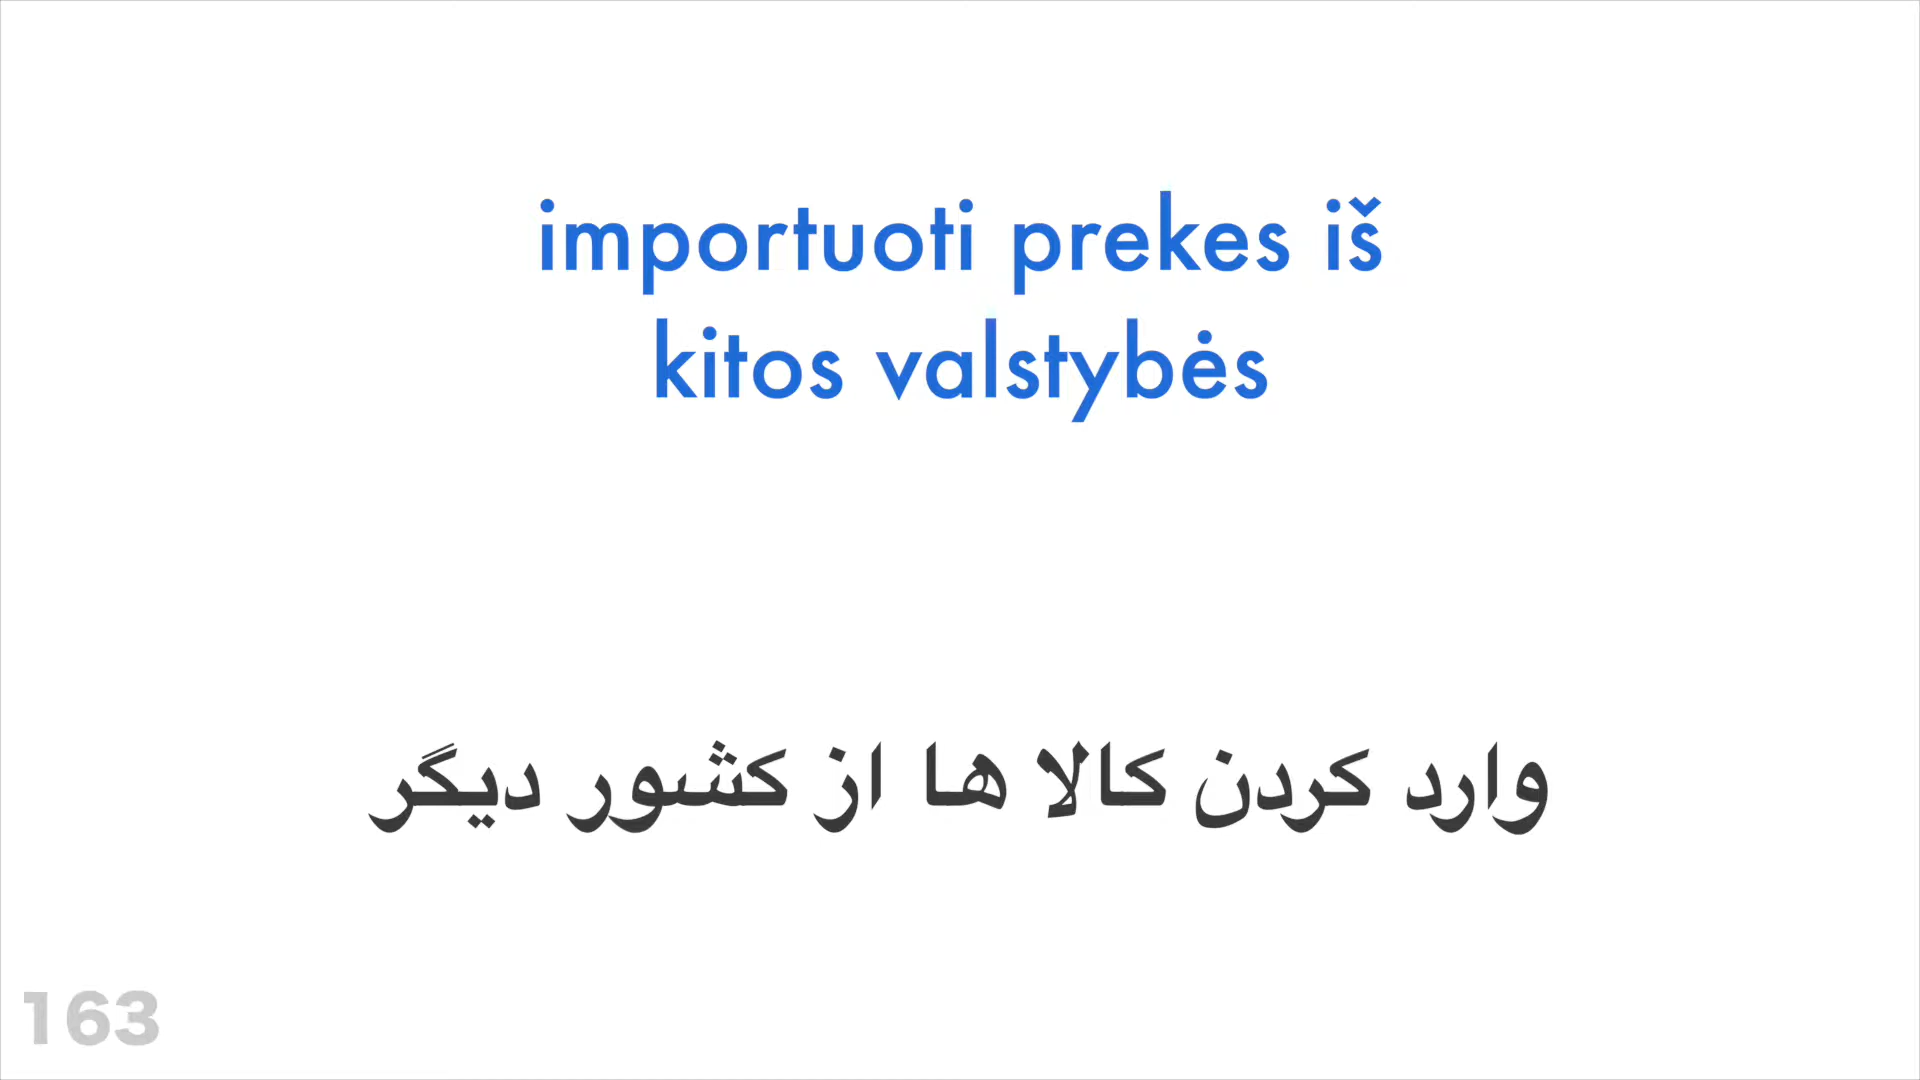 importuoti prekes iš
kitos valstybės
وارد کردن کالا ها از کشور دیگر
163